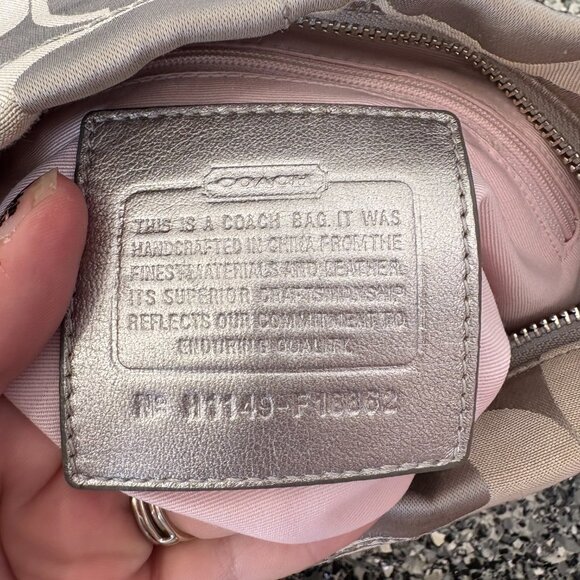 COACH
THIS IS A COACH BAG. IT WAS
HANDCRAFTED IN CHINA FROM THE
FINEST MATERIALS AND LEATHER.
ITS SUPERIOR CRAFTSMANSHIP
REFLECTS OUR COMMITMENT TO
ENDURING QUALITY.
No H1149-F18362